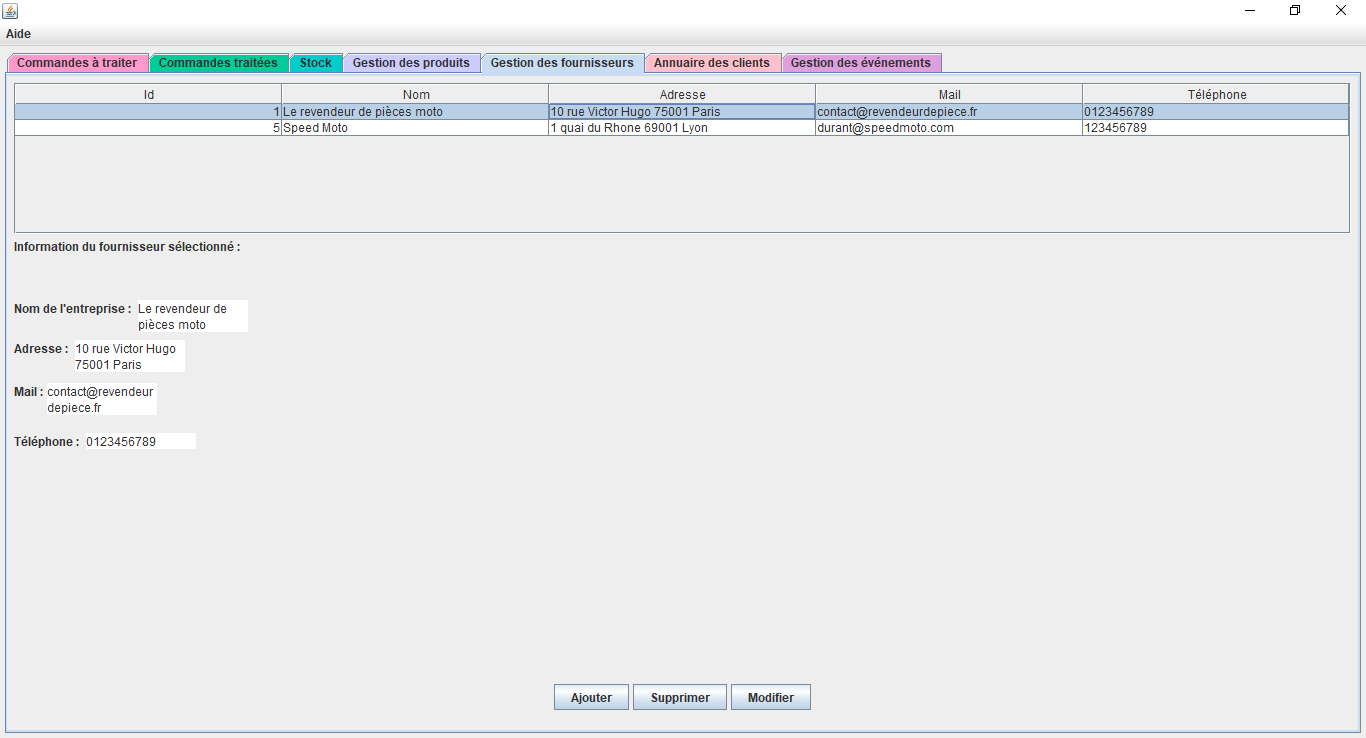 Aide
Commandes à traiter Commandes traitées Stock Gestion des produits Gestion des fournisseurs Annuaire des clients Gestion des événements
Id Nom Adresse Mail Téléphone
1 Le revendeur de pièces moto 10 rue Victor Hugo 75001 Paris contact@revendeurdepiece.fr 0123456789
5 Speed Moto 1 quai du Rhone 69001 Lyon durant@speedmoto.com 123456789
Information du fournisseur sélectionné :
Nom de l'entreprise : Le revendeur de
pièces moto
Adresse : 10 rue Victor Hugo
75001 Paris
Mail : contact@revendeur
depiece.fr
Téléphone : 0123456789
Ajouter Supprimer Modifier